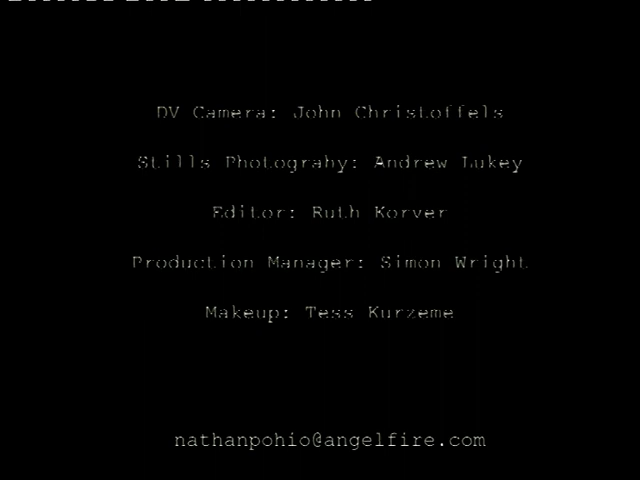 DV Camera: John Christoffels
Stills Photograhy: Andrew Lukey
Editor: Ruth Korver
Production Manager: Simon Wright
Makeup: Tess Kurzeme
nathanpohio@angelfire.com